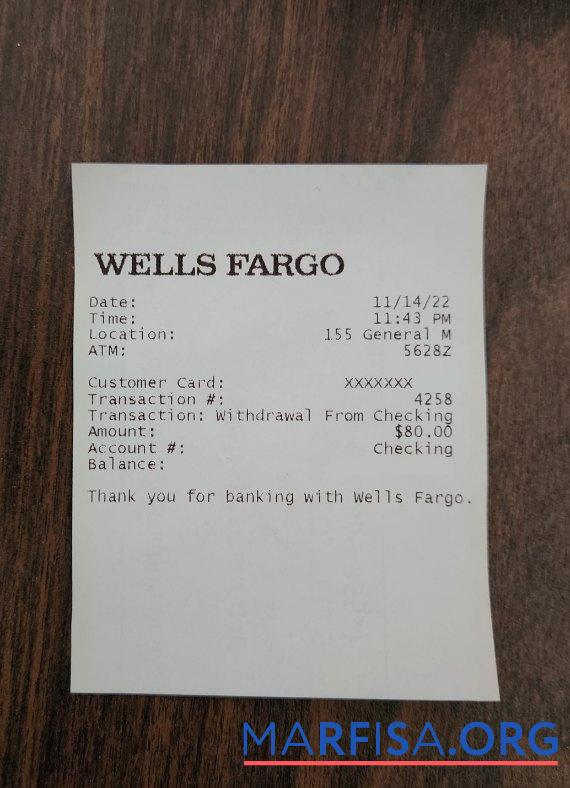 WELLS FARGO
Date: 11/14/22
Time: 11:43 PM
Location: 155 General M
ATM: 5628Z
Customer Card: XXXXXXX
Transaction #: 4258
Transaction: Withdrawal From Checking
Amount: $80.00
Account #: Checking
Balance:
Thank you for banking with Wells Fargo.
MARFISA.ORG